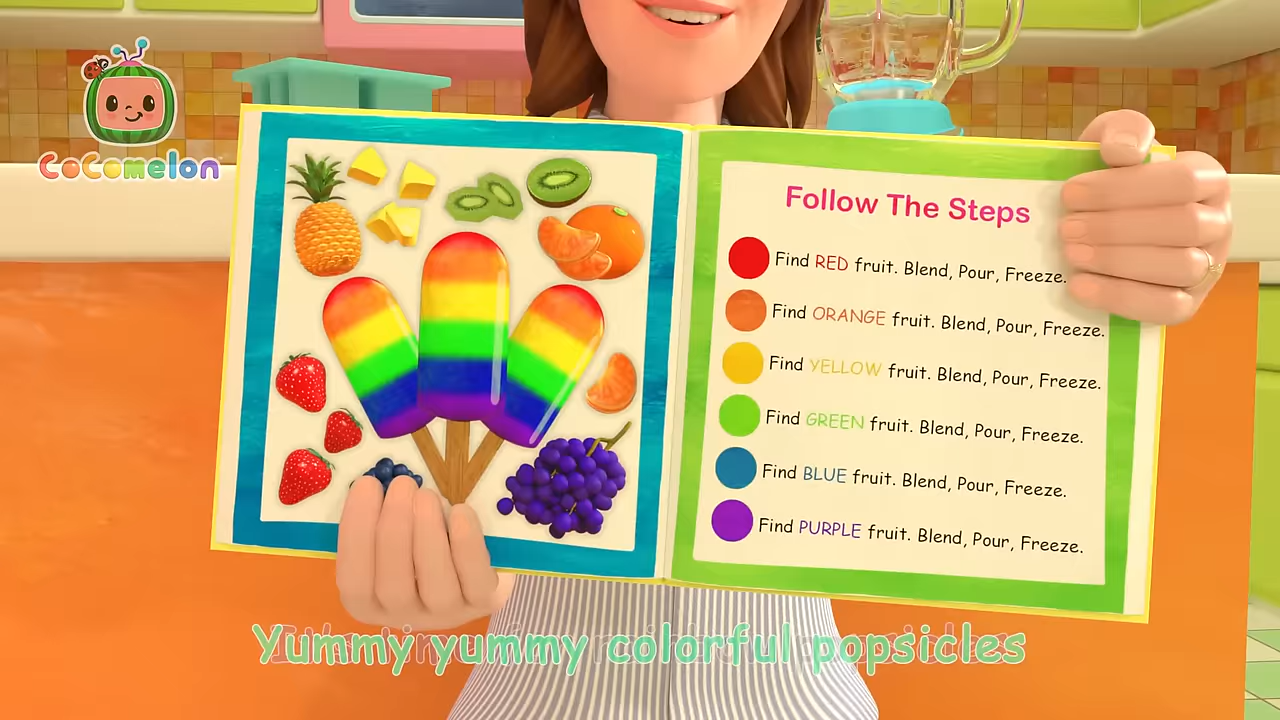 CoComelon
Follow The Steps
Find RED fruit. Blend, Pour, Freeze.
Find ORANGE fruit. Blend, Pour, Freeze.
Find YELLOW fruit. Blend, Pour, Freeze.
Find GREEN fruit. Blend, Pour, Freeze.
Find BLUE fruit. Blend, Pour, Freeze.
Find PURPLE fruit. Blend, Pour, Freeze.
Yummy yummy colorful popsicles